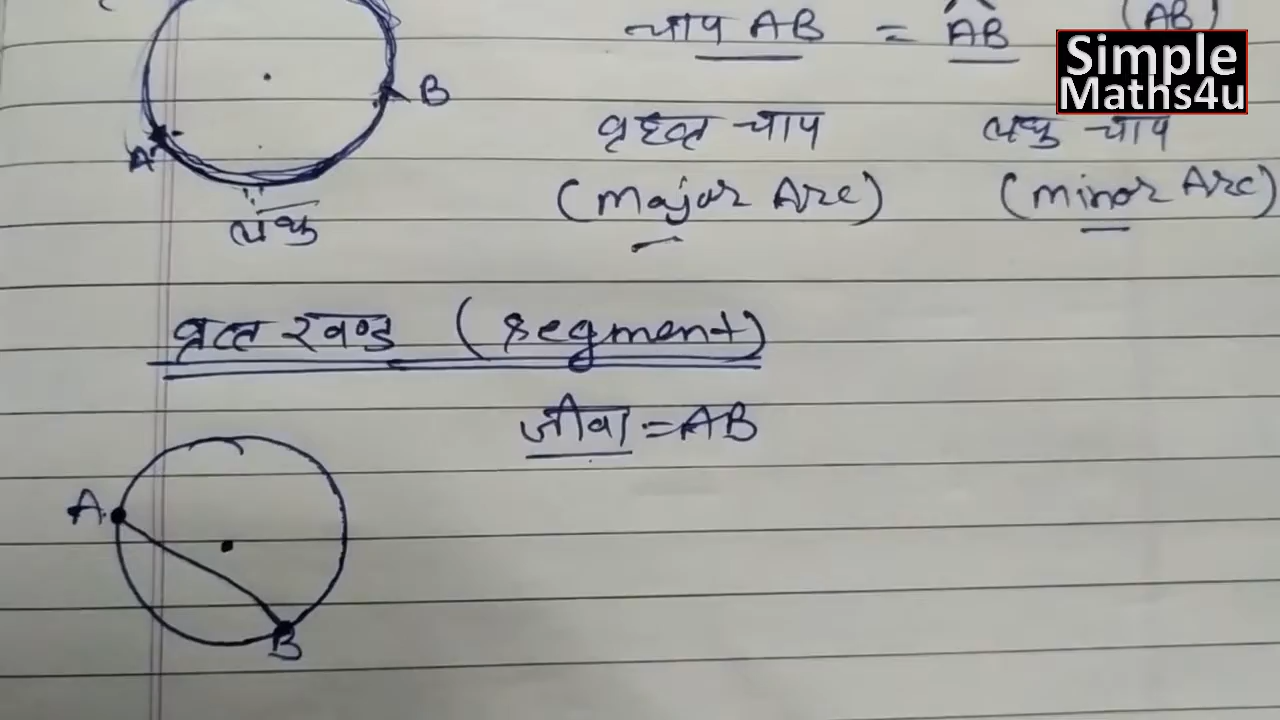 चाप AB = AB (AB)
Simple
Maths4u
B
वृहत्त चाप लघु चाप
A
(Major Arc) (minor Arc)
लघु
वृत्त खण्ड (segment)
जीवा = AB
A
B